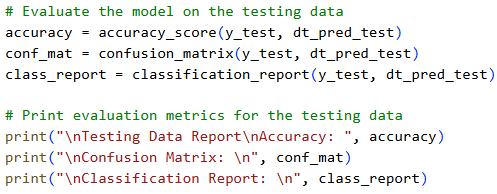 # Evaluate the model on the testing data
accuracy = accuracy_score(y_test, dt_pred_test)
conf_mat = confusion_matrix(y_test, dt_pred_test)
class_report = classification_report(y_test, dt_pred_test)

# Print evaluation metrics for the testing data
print("\nTesting Data Report\nAccuracy: ", accuracy)
print("\nConfusion Matrix: \n", conf_mat)
print("\nClassification Report: \n", class_report)